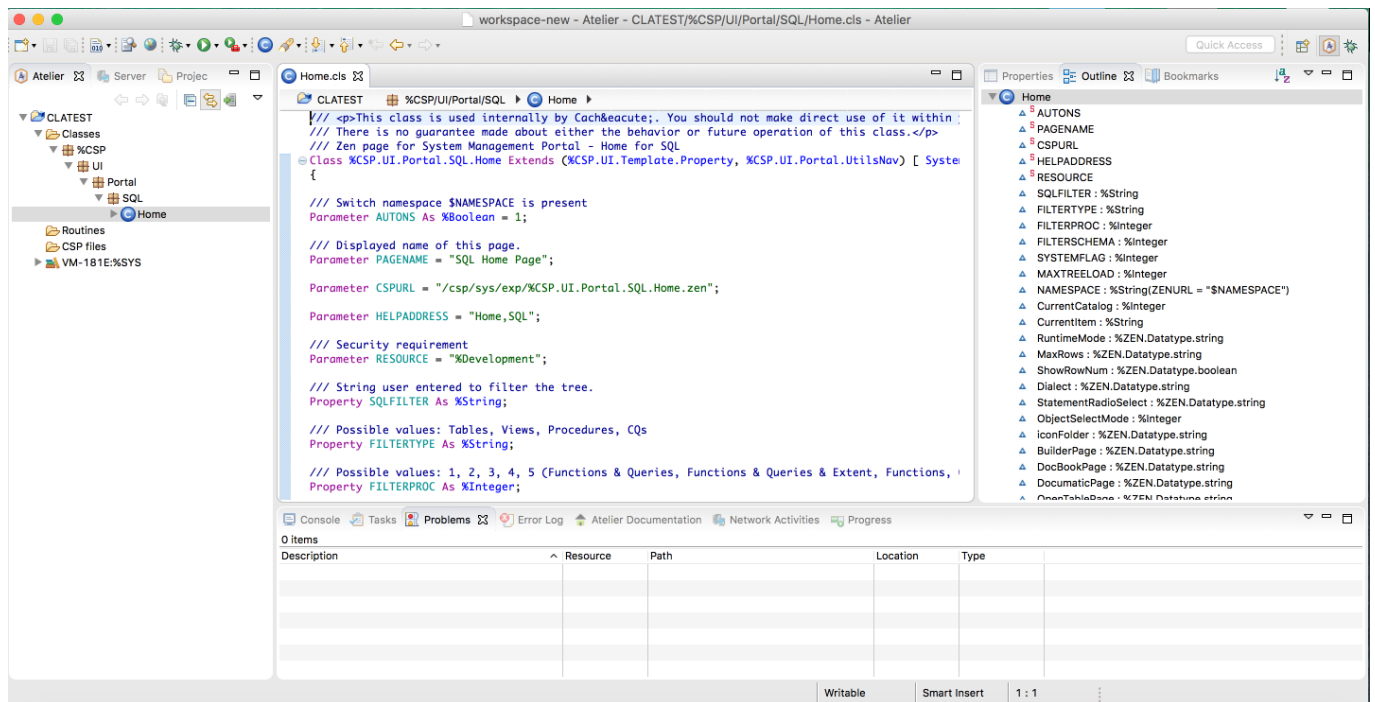 workspace-new - Atelier - CLATEST/%CSP/UI/Portal/SQL/Home.cls - Atelier
Quick Access
Atelier
Server
Projec
CLATEST
Classes
%CSP
UI
Portal
SQL
Home
Routines
CSP files
VM-181E:%SYS
Home.cls
CLATEST %CSP/UI/Portal/SQL Home
/// <p>This class is used internally by Cach&eacute;. You should not make direct use of it within
/// There is no guarantee made about either the behavior or future operation of this class.</p>
/// Zen page for System Management Portal - Home for SQL
Class %CSP.UI.Portal.SQL.Home Extends (%CSP.UI.Template.Property, %CSP.UI.Portal.UtilsNav) [ System
{
/// Switch namespace $NAMESPACE is present
Parameter AUTONS As %Boolean = 1;
/// Displayed name of this page.
Parameter PAGENAME = "SQL Home Page";
Parameter CSPURL = "/csp/sys/exp/%CSP.UI.Portal.SQL.Home.zen";
Parameter HELPADDRESS = "Home,SQL";
/// Security requirement
Parameter RESOURCE = "%Development";
/// String user entered to filter the tree.
Property SQLFILTER As %String;
/// Possible values: Tables, Views, Procedures, CQs
Property FILTERTYPE As %String;
/// Possible values: 1, 2, 3, 4, 5 (Functions & Queries, Functions & Queries & Extent, Functions,
Property FILTERPROC As %Integer;
Properties
Outline
Bookmarks
Home
AUTONS
PAGENAME
CSPURL
HELPADDRESS
RESOURCE
SQLFILTER : %String
FILTERTYPE : %String
FILTERPROC : %Integer
FILTERSCHEMA : %Integer
SYSTEMFLAG : %Integer
MAXTREELOAD : %Integer
NAMESPACE : %String(ZENURL = "$NAMESPACE")
CurrentCatalog : %Integer
CurrentItem : %String
RuntimeMode : %ZEN.Datatype.string
MaxRows : %ZEN.Datatype.string
ShowRowNum : %ZEN.Datatype.boolean
Dialect : %ZEN.Datatype.string
StatementRadioSelect : %ZEN.Datatype.string
ObjectSelectMode : %Integer
iconFolder : %ZEN.Datatype.string
BuilderPage : %ZEN.Datatype.string
DocBookPage : %ZEN.Datatype.string
DocumaticPage : %ZEN.Datatype.string
OpenTablePage : %ZEN.Datatype.string
Console
Tasks
Problems
Error Log
Atelier Documentation
Network Activities
Progress
0 items
Description Resource Path Location Type
Writable Smart Insert 1 : 1